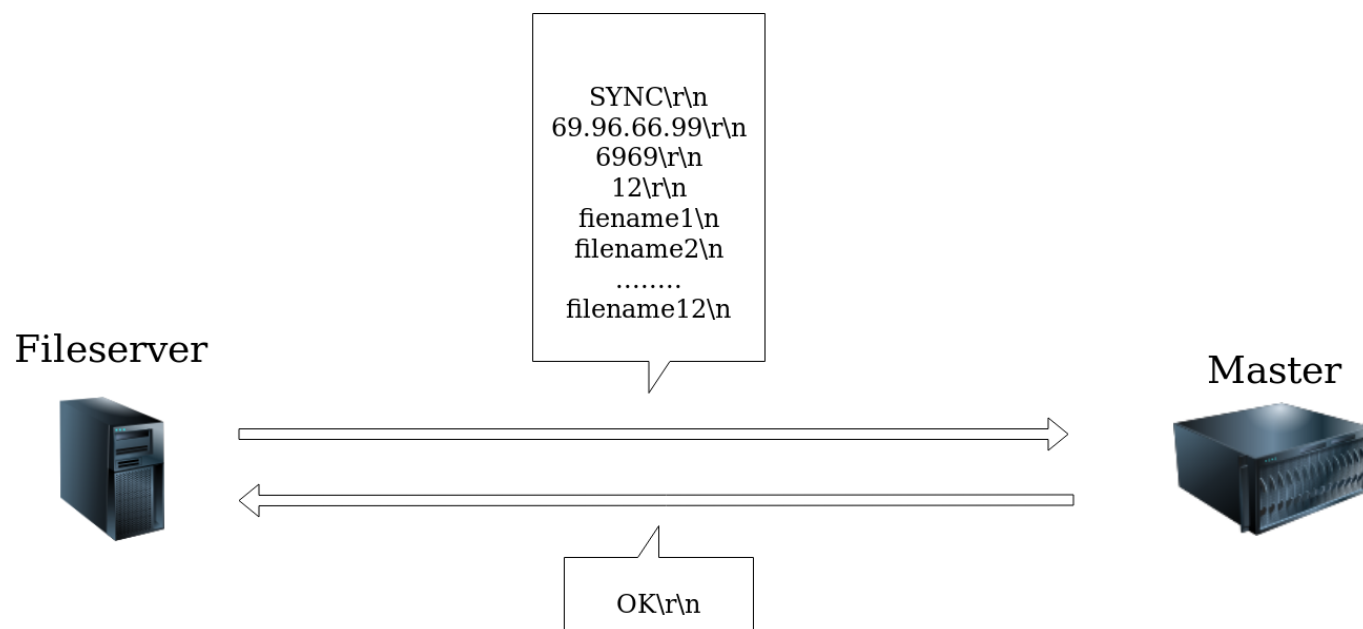 SYNC\r\n
69.96.66.99\r\n
6969\r\n
12\r\n
fiename1\n
filename2\n
........
filename12\n
Fileserver
Master
OK\r\n